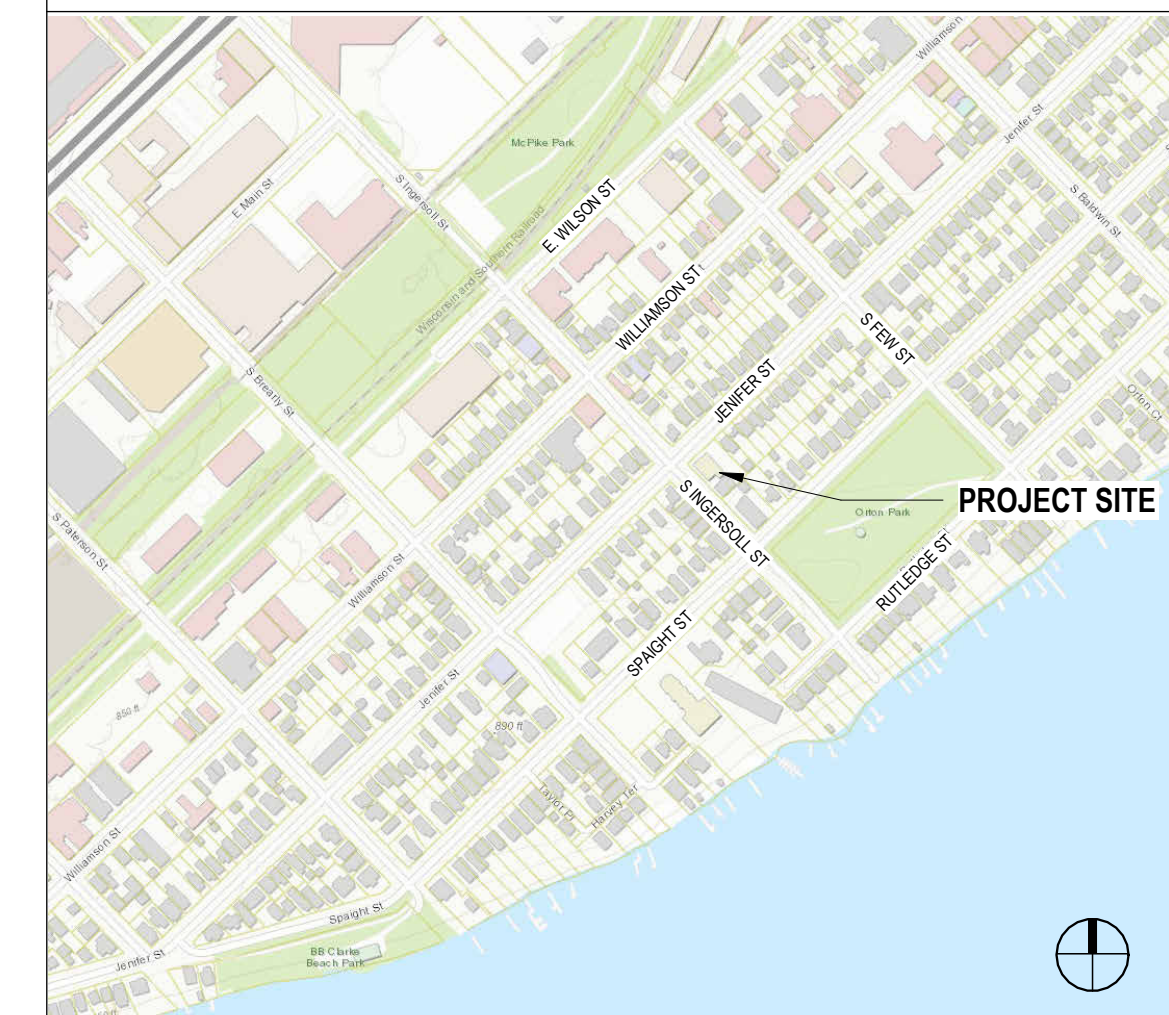 Williamson
McPike Park
Jenifer St
E Main St
S Ingersoll St
S Baldwin St
E. WILSON ST
Wisconsin and Southern Railroad
WILLIAMSON ST
S FEW ST
S Brearly St
JENIFER ST
Orton Ct
S INGERSOLL ST
PROJECT SITE
Orton Park
S Paterson St
Williamson St
RUTLEDGE ST
SPAIGHT ST
Jenifer St
850 ft
890 ft
Taylor Pl
Harvey Ter
Williamson St
Spaight St
BB Clarke
Beach Park
Jenifer St